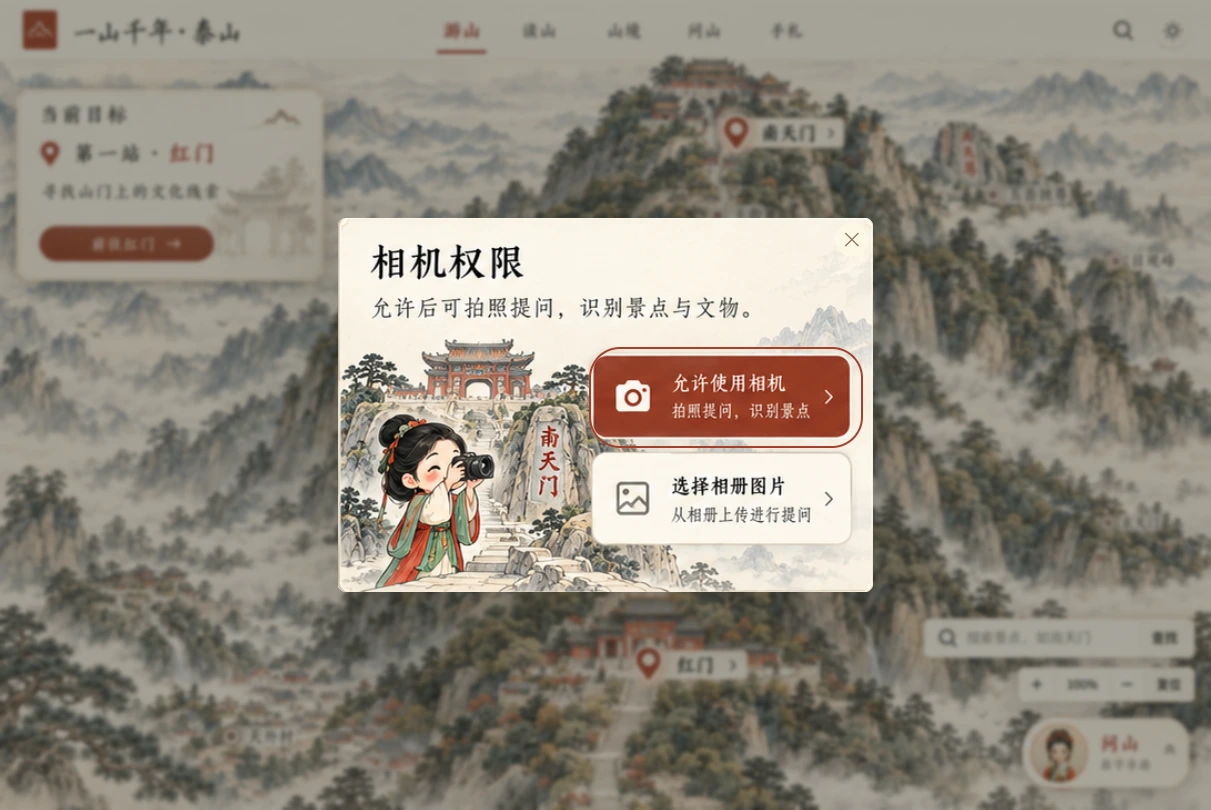 一山千年·泰山
游山
读山
山境
问山
手札
当前目标
第一站 · 红门
寻找山门上的文化线索
前往红门 →
南天门
相机权限
允许后可拍照提问，识别景点与文物。
南天门
允许使用相机
拍照提问，识别景点
选择相册图片
从相册上传进行提问
红门
搜索景点，如南天门
查找
+ 100% − 复位
问山